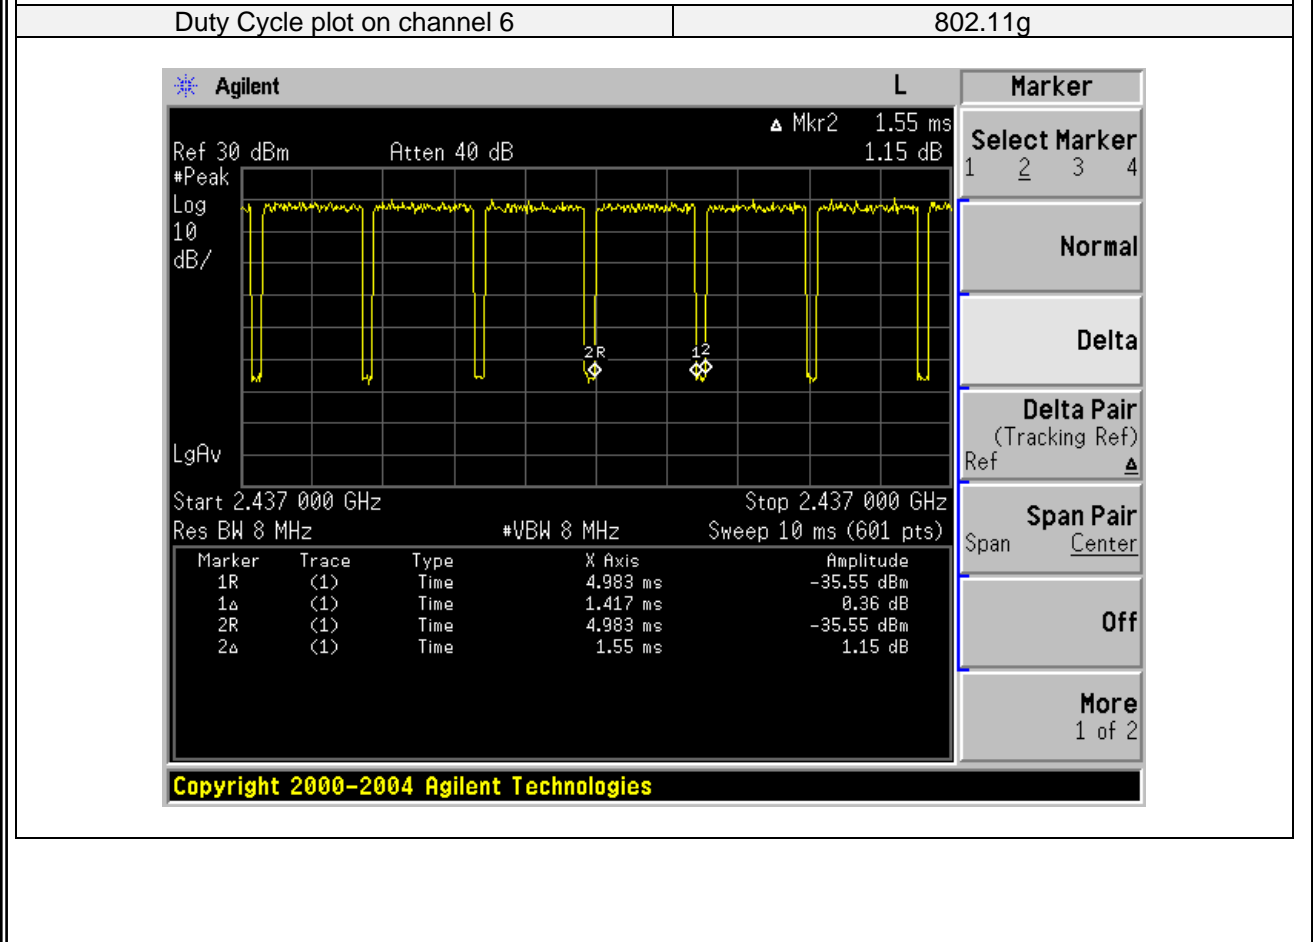 Duty Cycle plot on channel 6 802.11g
Agilent L Marker
Δ Mkr2 1.55 ms
Ref 30 dBm Atten 40 dB 1.15 dB
#Peak
Log
10
dB/
2 R 1 2
LgAv
Start 2.437 000 GHz Stop 2.437 000 GHz
Res BW 8 MHz #VBW 8 MHz Sweep 10 ms (601 pts)
Marker Trace Type X Axis Amplitude
1R (1) Time 4.983 ms -35.55 dBm
1Δ (1) Time 1.417 ms 0.36 dB
2R (1) Time 4.983 ms -35.55 dBm
2Δ (1) Time 1.55 ms 1.15 dB
Select Marker
1 2 3 4
Normal
Delta
Delta Pair
(Tracking Ref)
Ref Δ
Span Pair
Span Center
Off
More
1 of 2
Copyright 2000-2004 Agilent Technologies